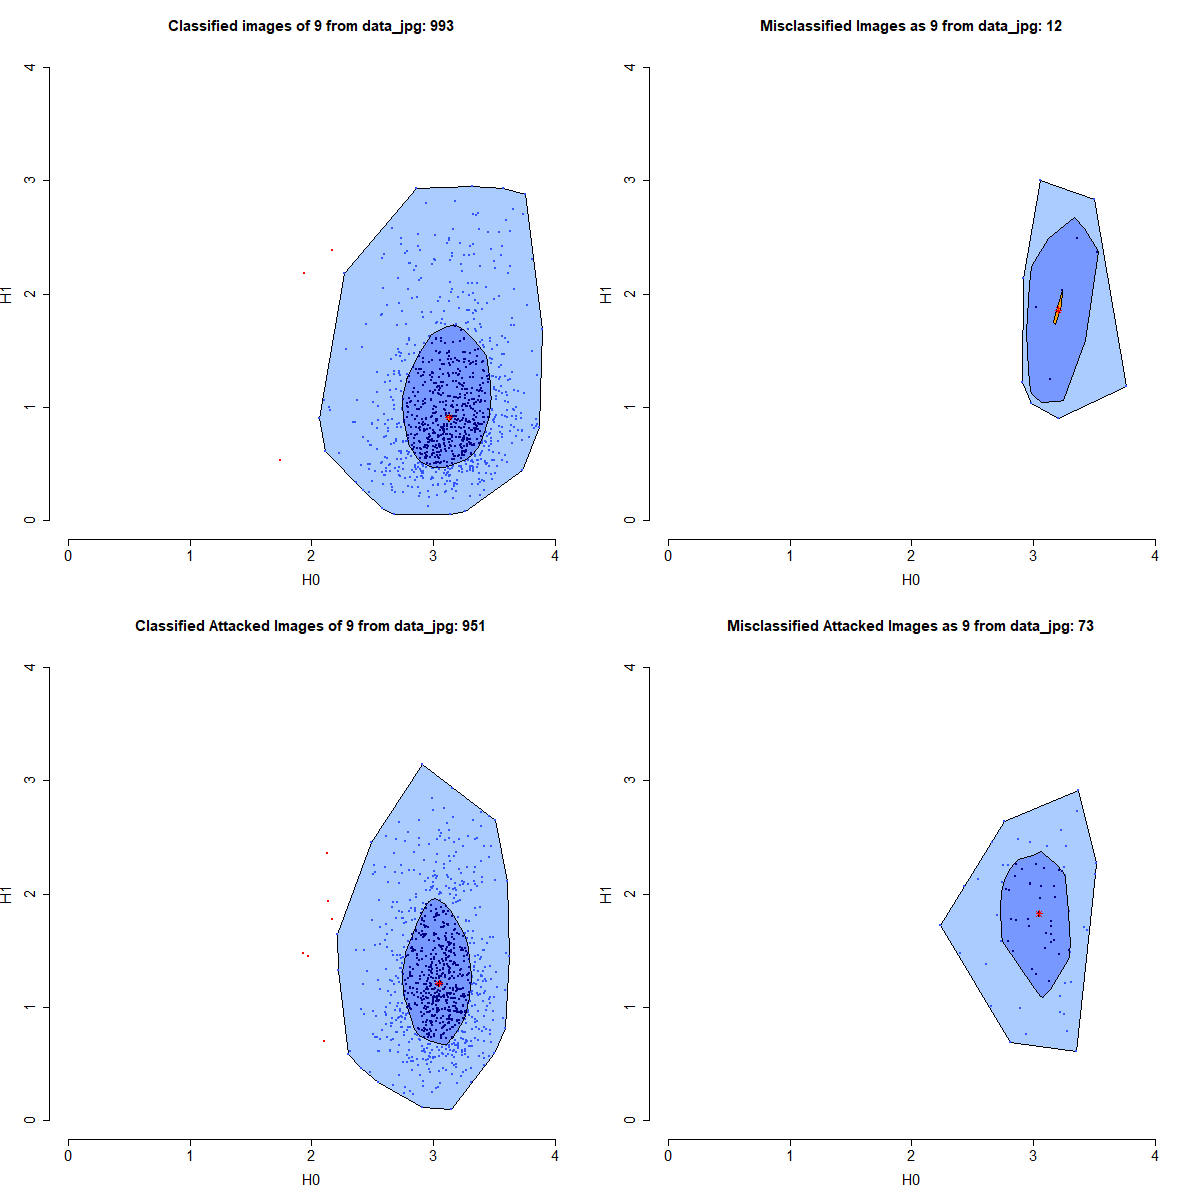 Classified images of 9 from data_jpg: 993
4
3
2
1
0
H1
0 1 2 3 4
H0
Misclassified Images as 9 from data_jpg: 12
4
3
2
1
0
H1
0 1 2 3 4
H0
Classified Attacked Images of 9 from data_jpg: 951
4
3
2
1
0
H1
0 1 2 3 4
H0
Misclassified Attacked Images as 9 from data_jpg: 73
4
3
2
1
0
H1
0 1 2 3 4
H0